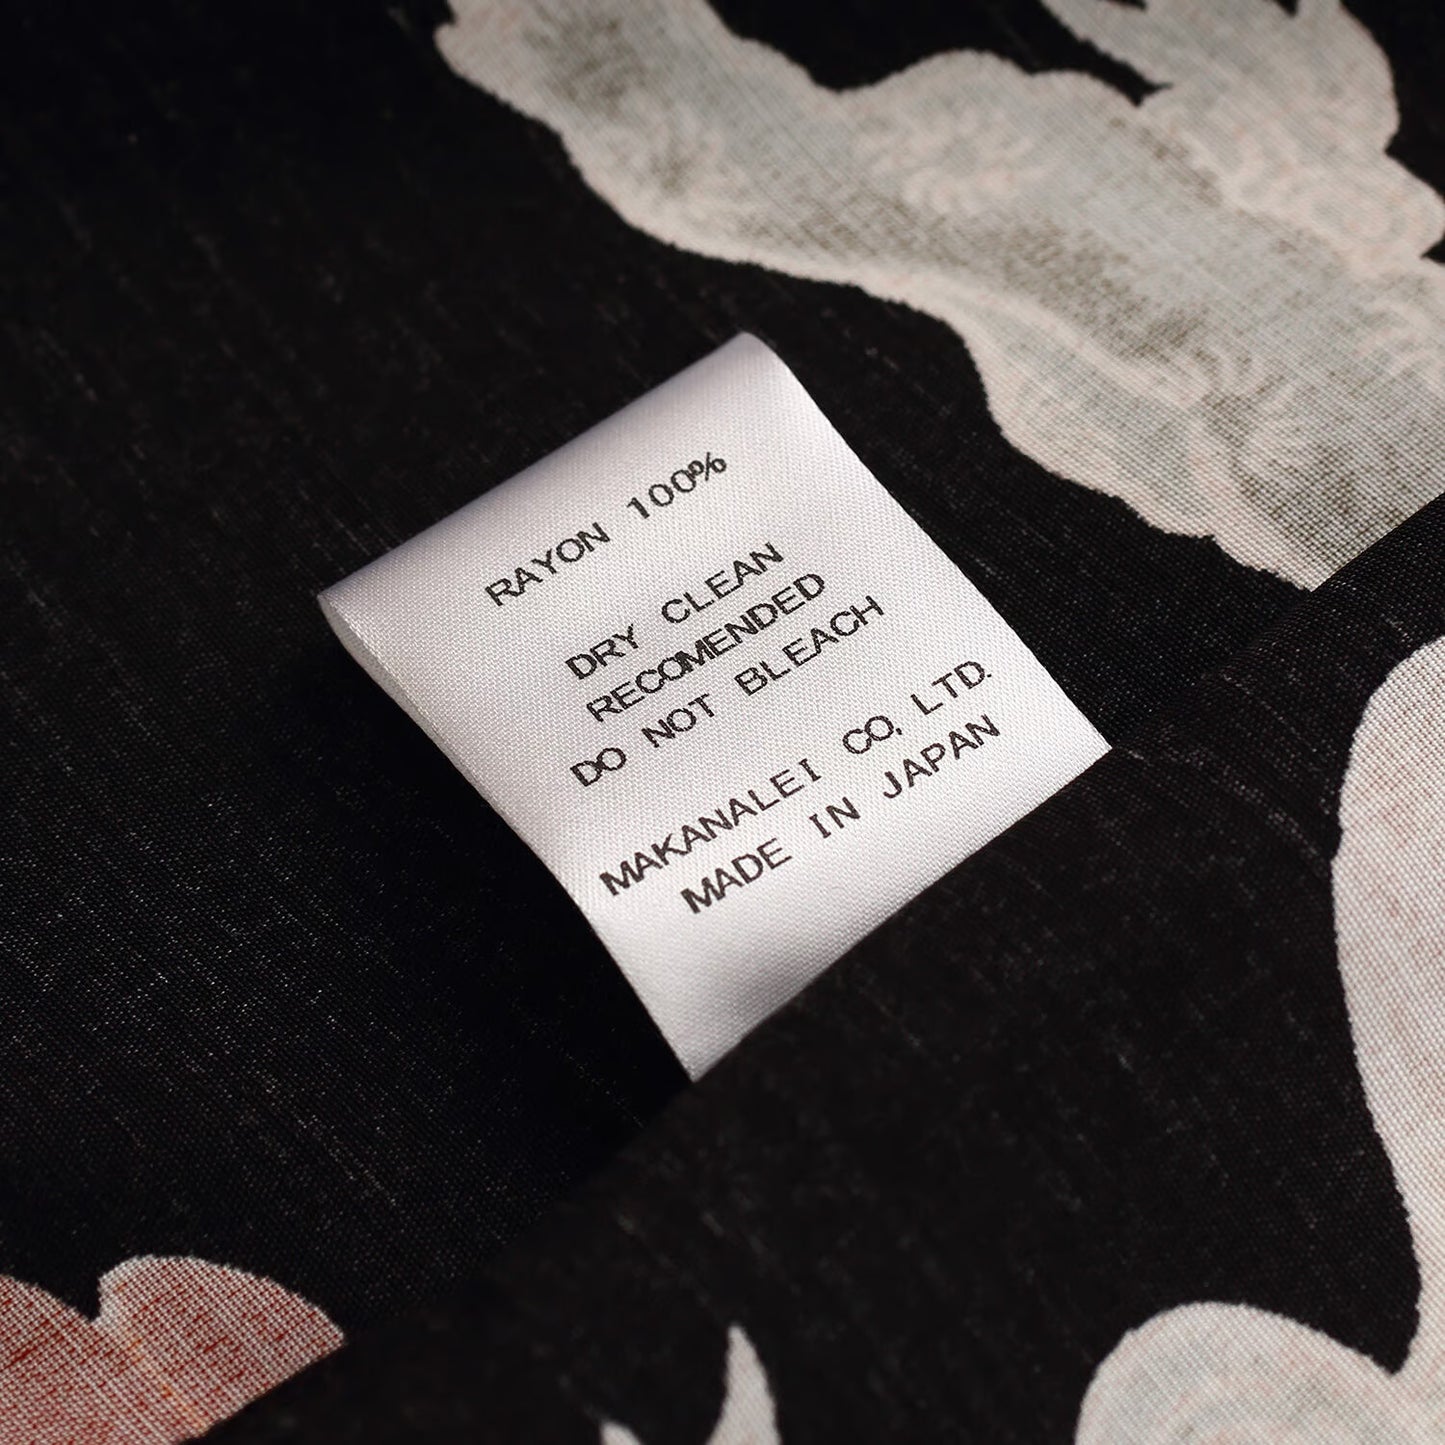 RAYON 100%
DRY CLEAN
RECOMENDED
DO NOT BLEACH
MAKANALEI CO, LTD.
MADE IN JAPAN